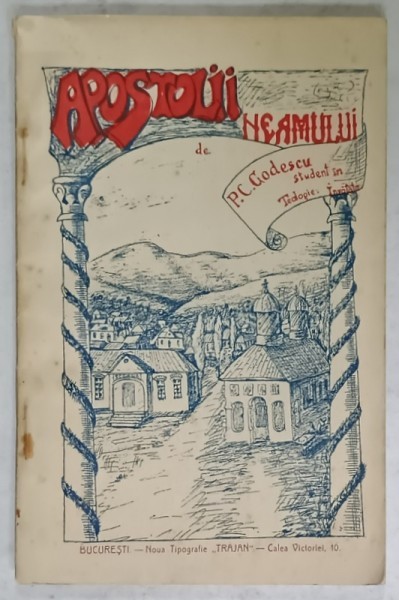 APOSTOLII
NEAMULUI
de
P.C. Godescu
student în
Teologie.
BUCUREȘTI. — Noua Tipografie „TRAJAN" — Calea Victoriei, 10.